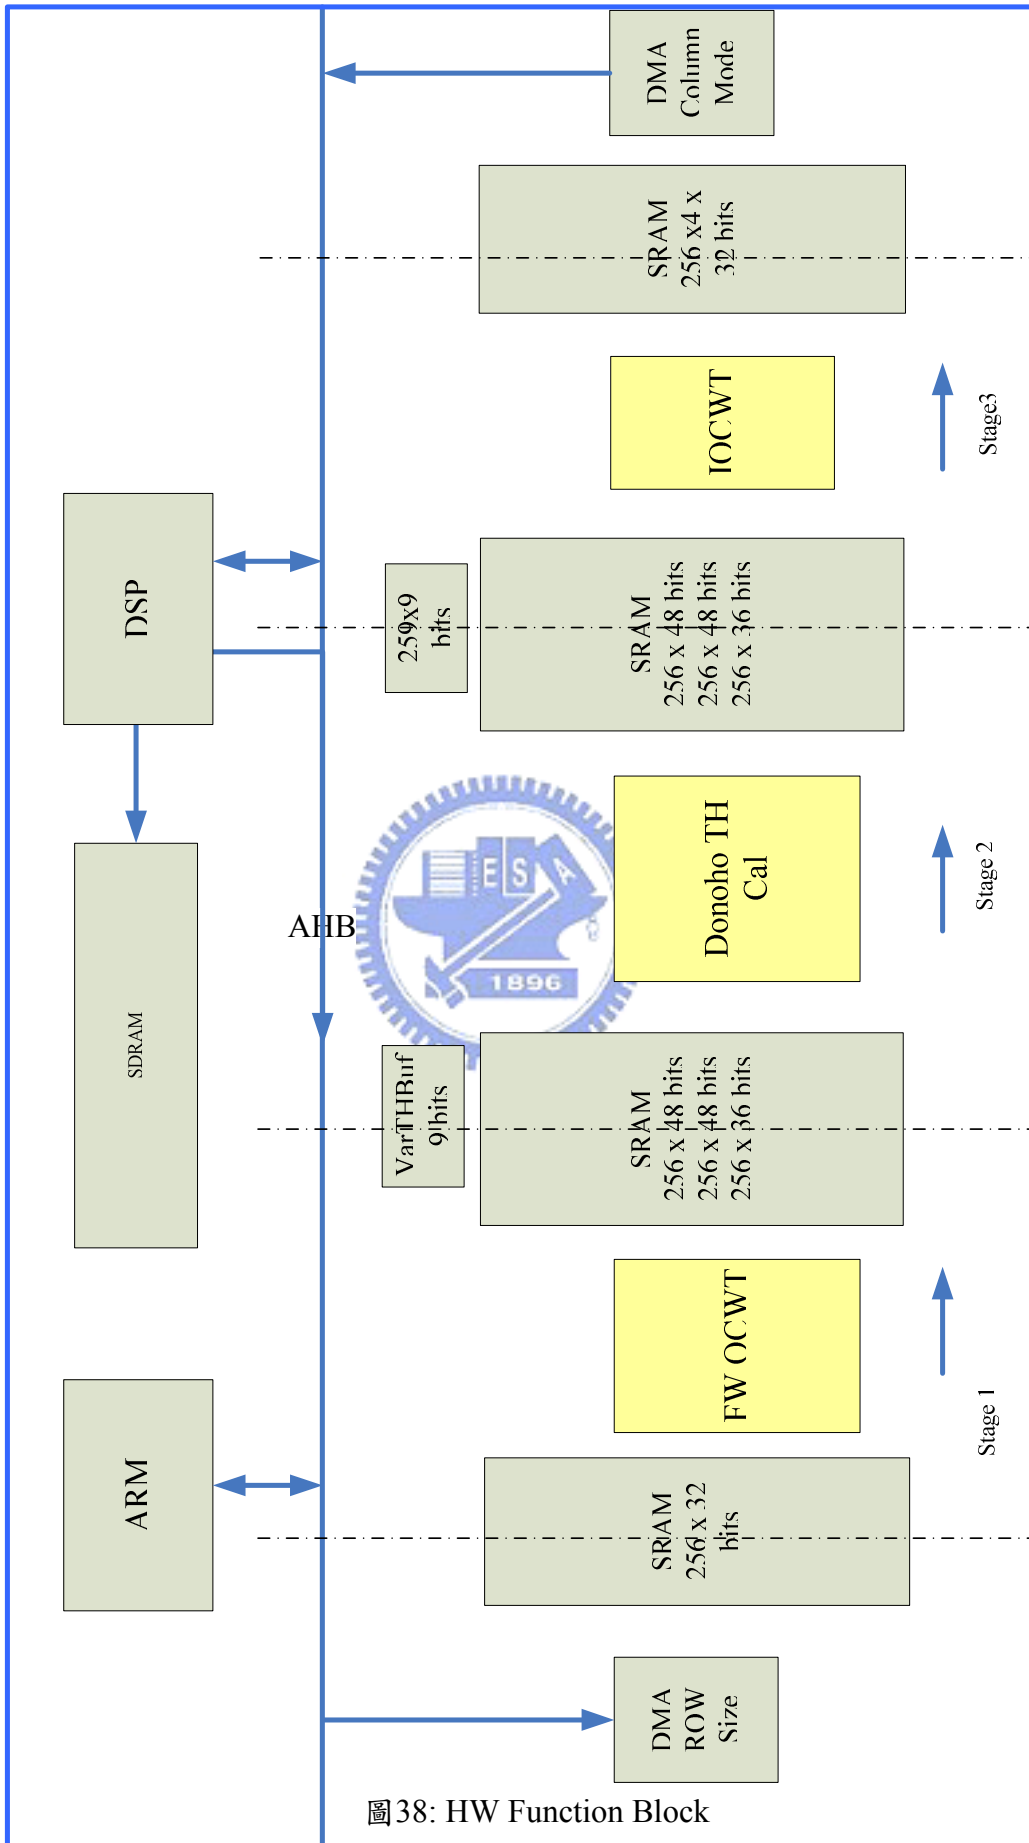 DMA
Column
Mode
SRAM
256 x4 x
32 bits
IOCWT
Stage3
DSP
259x9
bits
SRAM
256 x 48 bits
256 x 48 bits
256 x 36 bits
Donoho TH
Cal
Stage 2
AHB
E S A
1896
SDRAM
VarTHBuf
9 bits
SRAM
256 x 48 bits
256 x 48 bits
256 x 36 bits
FW OCWT
Stage 1
ARM
SRAM
256 x 32
bits
DMA
ROW
Size
圖38: HW Function Block